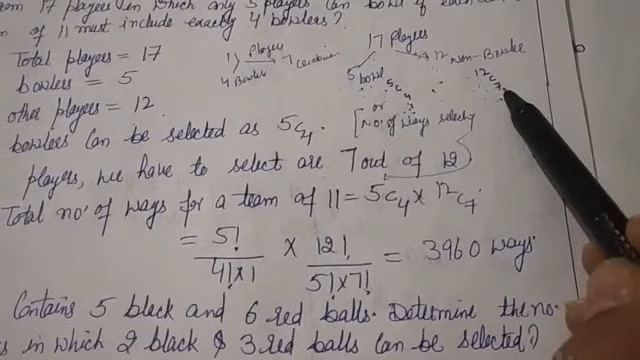 17 players in which only 5 players can bowl if each
of 11 must include exactly 4 bowlers?
Total players = 17
bowlers = 5
other players = 12
11 Players
4 Bowler
7
17 Players
5 bowl
12 Non-Bowler
5C4
12C7
or
bowlers can be selected as 5C4
[No. of ways selecting
players, we have to select are 7 out of 12
Total no. of ways for a team of 11 = 5C4 × 12C7
= 5!/4!×1 × 12!/5!×7! = 3960 ways
Contains 5 black and 6 red balls. Determine the no.
in which 2 black & 3 red balls can be selected?